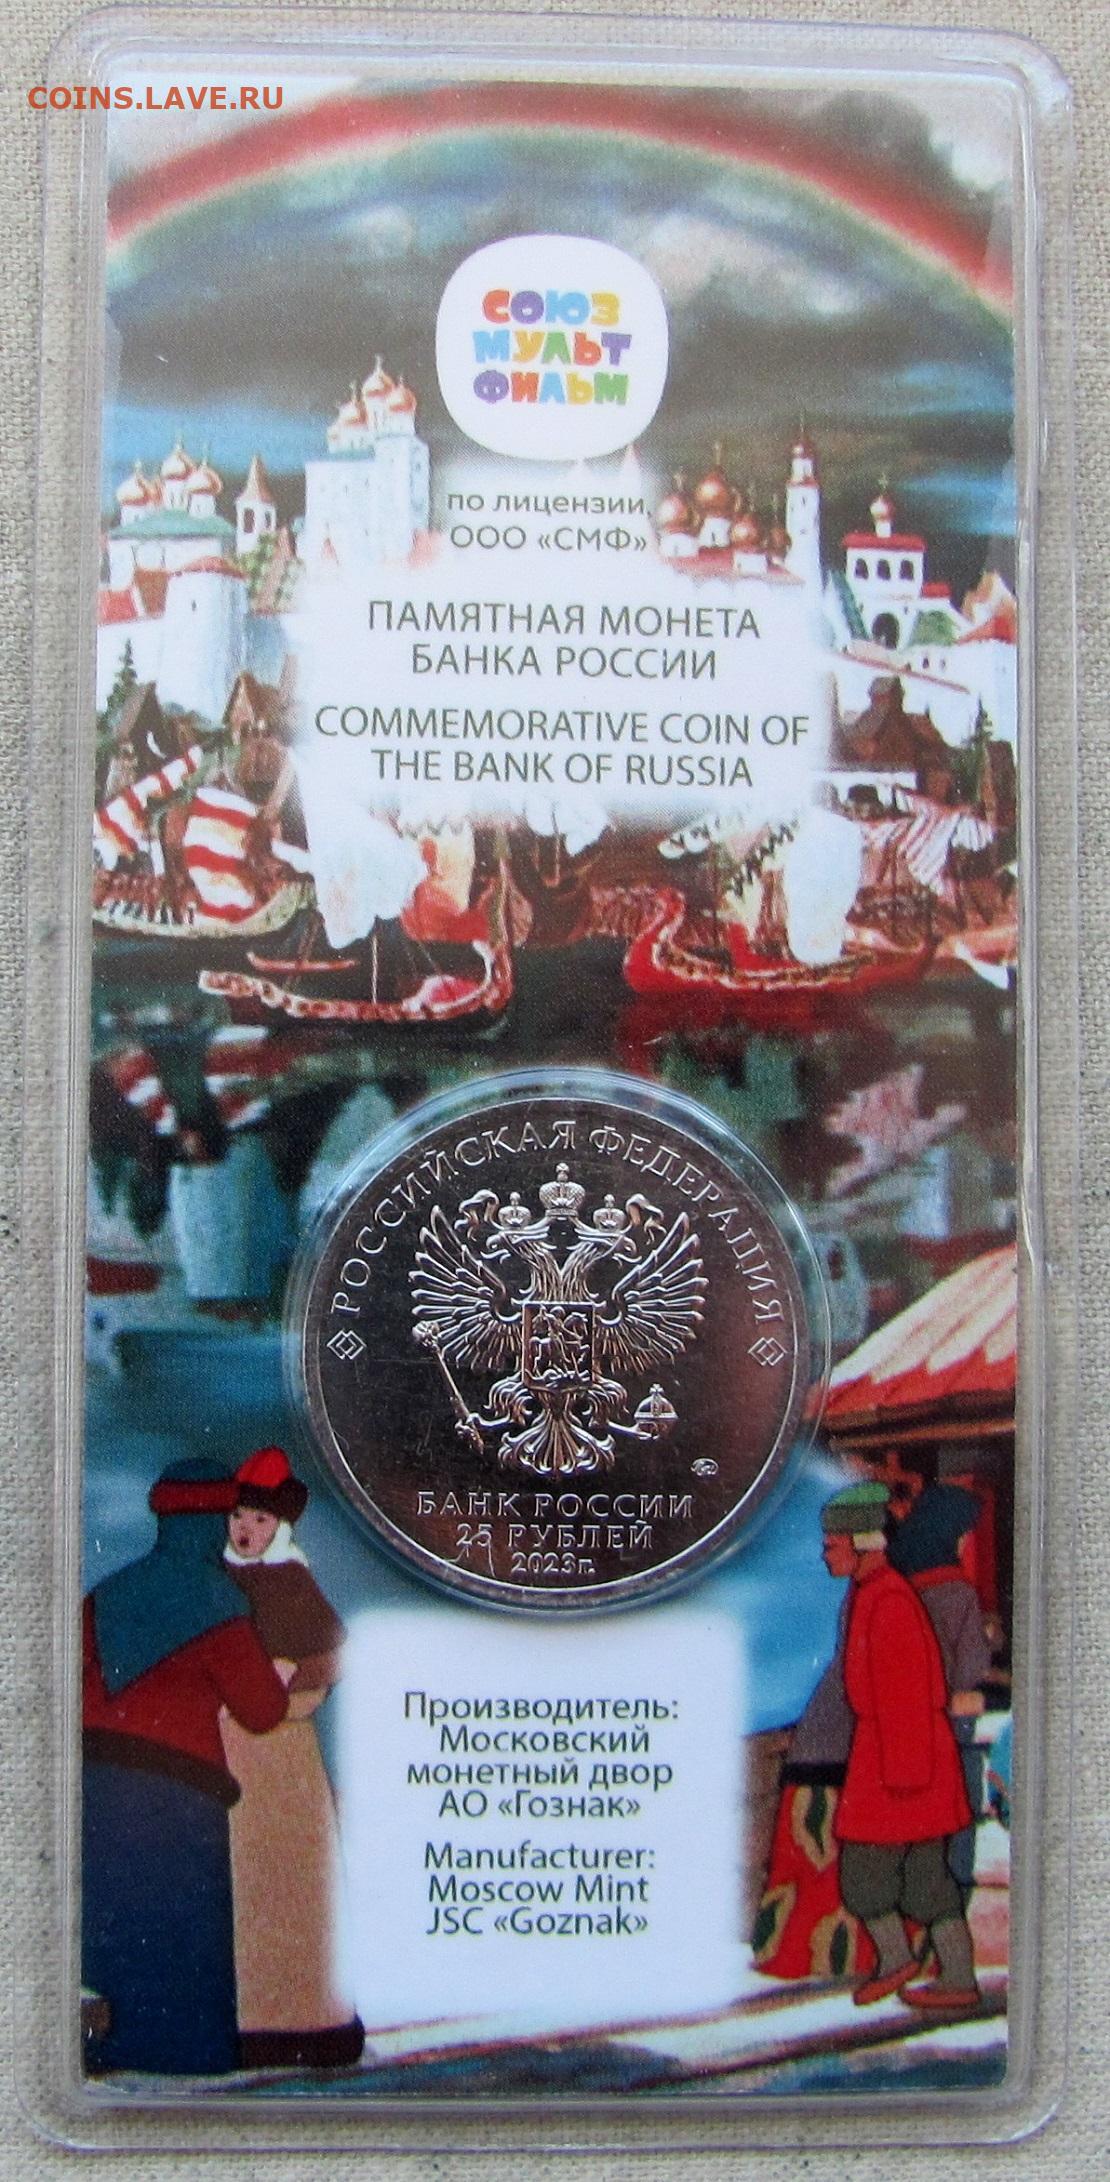 COINS.LAVE.RU
СОЮЗ
МУЛЬТ
ФИЛЬМ
по лицензии,
ООО «СМФ»
ПАМЯТНАЯ МОНЕТА
БАНКА РОССИИ
COMMEMORATIVE COIN OF
THE BANK OF RUSSIA
РОССИЙСКАЯ ФЕДЕРАЦИЯ
БАНК РОССИИ
25 РУБЛЕЙ
2023г.
Производитель:
Московский
монетный двор
АО «Гознак»
Manufacturer:
Moscow Mint
JSC «Goznak»